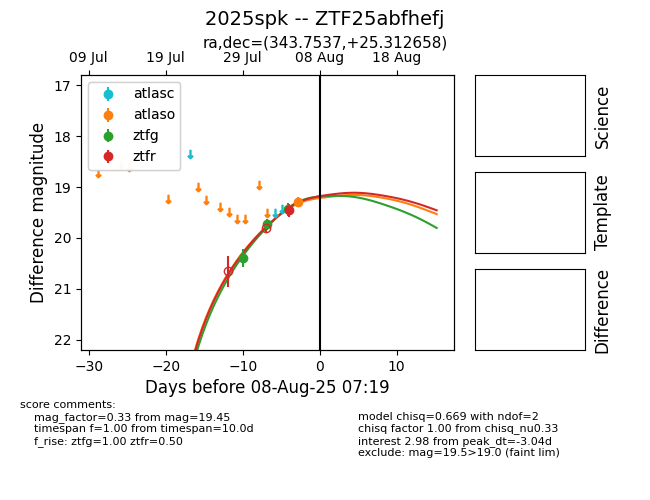 2025spk -- ZTF25abfhefj
ra,dec=(343.7537,+25.312658)
09 Jul 19 Jul 29 Jul 08 Aug 18 Aug
atlasc
atlaso
ztfg
ztfr
17
18
19
20
21
22
Difference magnitude
−30 −20 −10 0 10
Days before 08-Aug-25 07:19
Science
Template
Difference
score comments:
mag_factor=0.33 from mag=19.45
timespan f=1.00 from timespan=10.0d
f_rise: ztfg=1.00 ztfr=0.50
model chisq=0.669 with ndof=2
chisq factor 1.00 from chisq_nu0.33
interest 2.98 from peak_dt=-3.04d
exclude: mag=19.5>19.0 (faint lim)